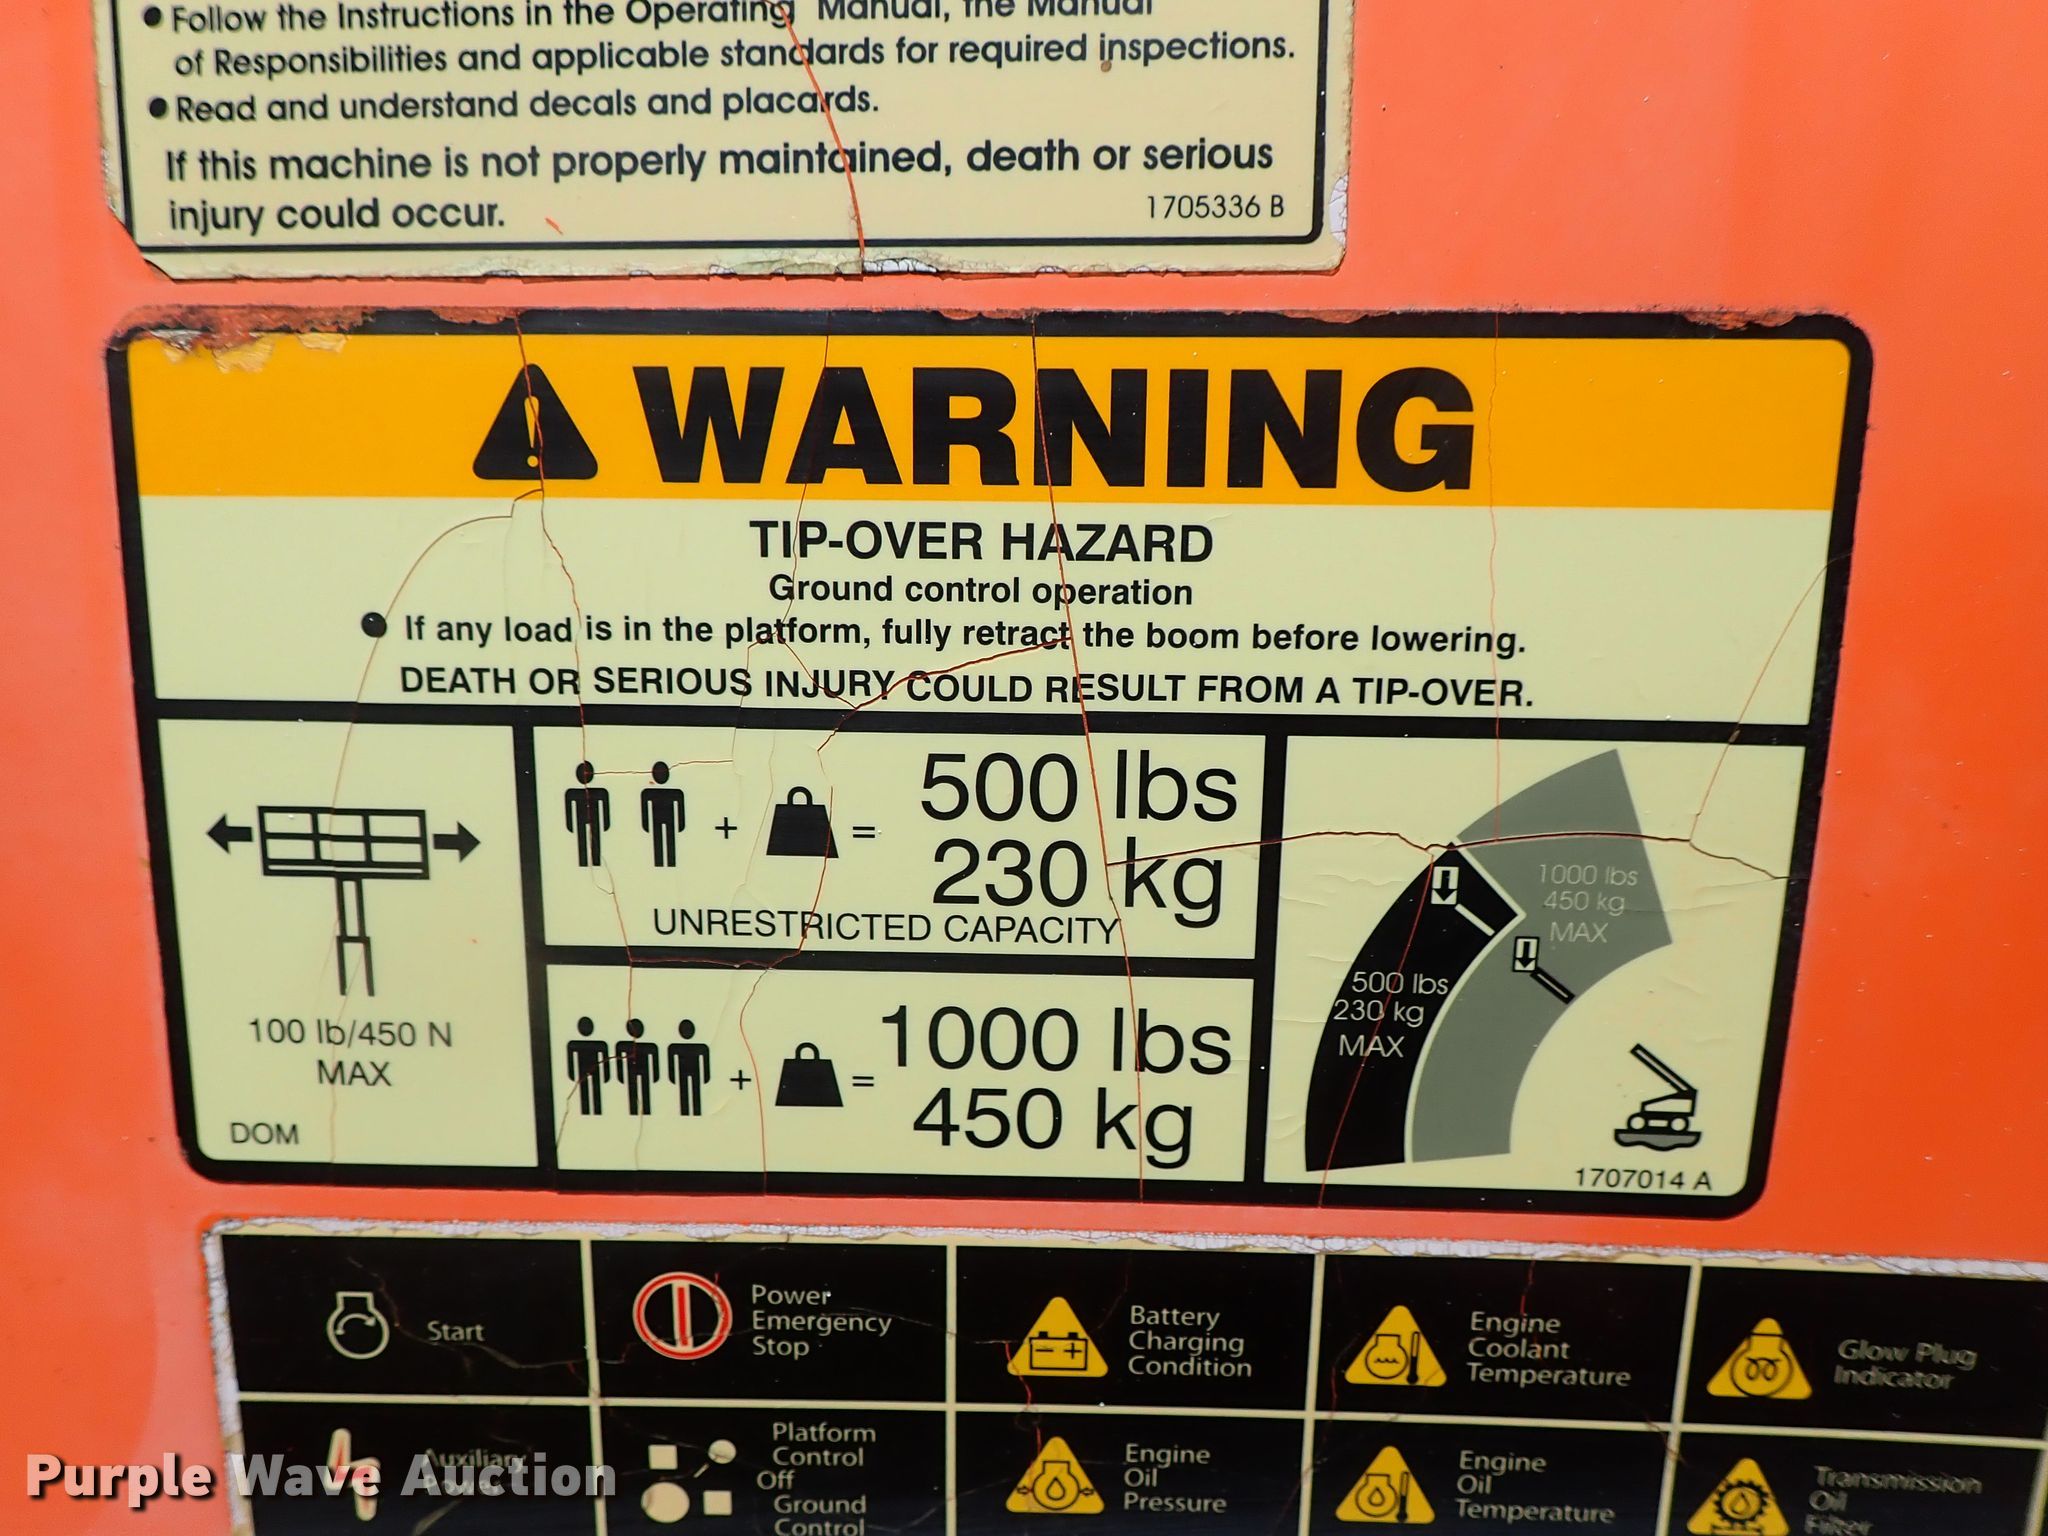 ● Follow the Instructions in the Operating Manual, the Manual
of Responsibilities and applicable standards for required inspections.
● Read and understand decals and placards.
If this machine is not properly maintained, death or serious
injury could occur.
1705336 B
WARNING
TIP-OVER HAZARD
Ground control operation
● If any load is in the platform, fully retract the boom before lowering.
DEATH OR SERIOUS INJURY COULD RESULT FROM A TIP-OVER.
100 lb/450 N
MAX
DOM
+ = 500 lbs
230 kg
UNRESTRICTED CAPACITY
+ = 1000 lbs
450 kg
1000 lbs
450 kg
MAX
500 lbs
230 kg
MAX
1707014 A
Start
Power
Emergency
Stop
Battery
Charging
Condition
Engine
Coolant
Temperature
Glow Plug
Indicator
Auxiliary
Power
Platform
Control
Off
Ground
Control
Engine
Oil
Pressure
Engine
Oil
Temperature
Transmission
Oil
Filter
Purple Wave Auction